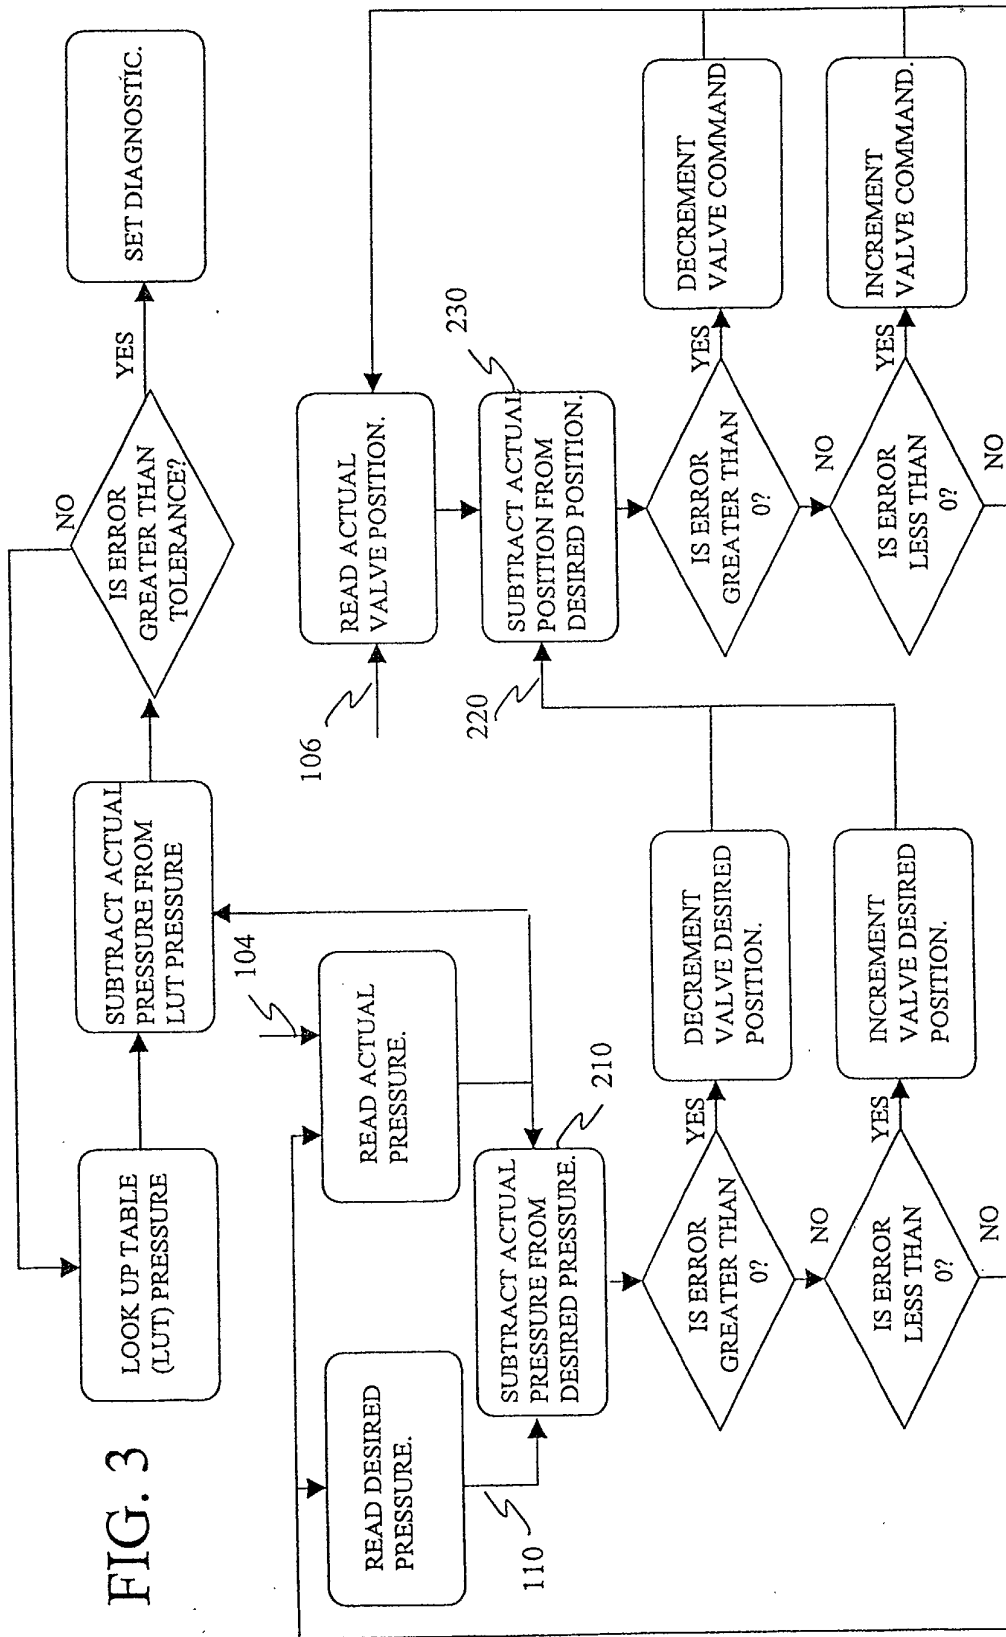 FIG. 3
LOOK UP TABLE
(LUT) PRESSURE
SUBTRACT ACTUAL
PRESSURE FROM
LUT PRESSURE
IS ERROR
GREATER THAN
TOLERANCE?
NO
YES
SET DIAGNOSTIC.
READ DESIRED
PRESSURE.
110
READ ACTUAL
PRESSURE.
104
SUBTRACT ACTUAL
PRESSURE FROM
DESIRED PRESSURE.
210
IS ERROR
GREATER THAN
0?
YES
NO
DECREMENT
VALVE DESIRED
POSITION.
IS ERROR
LESS THAN
0?
YES
NO
INCREMENT
VALVE DESIRED
POSITION.
106
READ ACTUAL
VALVE POSITION.
220
SUBTRACT ACTUAL
POSITION FROM
DESIRED POSITION.
230
IS ERROR
GREATER THAN
0?
YES
NO
DECREMENT
VALVE COMMAND
IS ERROR
LESS THAN
0?
YES
NO
INCREMENT
VALVE COMMAND.